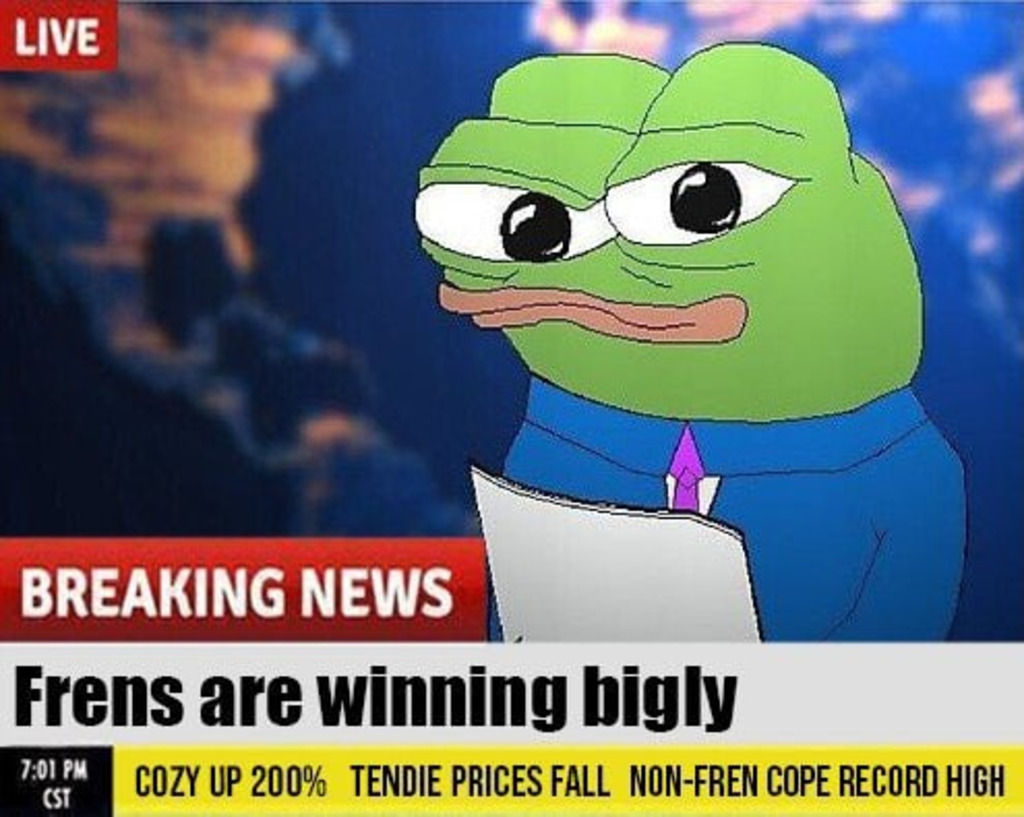 LIVE
BREAKING NEWS
Frens are winning bigly
7:01 PM
CST
COZY UP 200% TENDIE PRICES FALL NON-FREN COPE RECORD HIGH